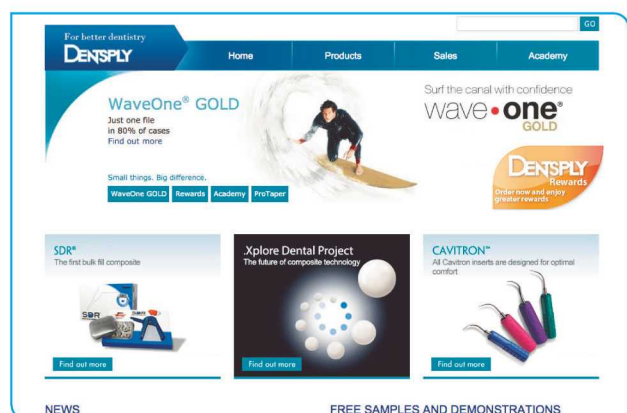 GO
For better dentistry
DENTSPLY
Home
Products
Sales
Academy
WaveOne® GOLD
Just one file
in 80% of cases
Find out more
Small things. Big difference.
WaveOne GOLD
Rewards
Academy
ProTaper
Surf the canal with confidence
wave•one®
GOLD
DENTSPLY
Rewards
Order now and enjoy
greater rewards
SDR®
The first bulk fill composite
SDR
Find out more
.Xplore Dental Project
The future of composite technology
Find out more
CAVITRON™
All Cavitron inserts are designed for optimal
comfort
Find out more
NEWS
FREE SAMPLES AND DEMONSTRATIONS